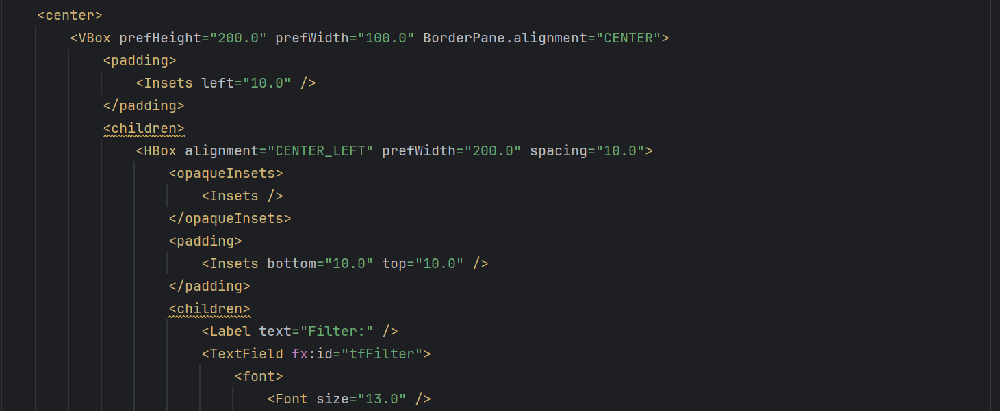 <center>
<VBox prefHeight="200.0" prefWidth="100.0" BorderPane.alignment="CENTER">
<padding>
<Insets left="10.0" />
</padding>
<children>
<HBox alignment="CENTER_LEFT" prefWidth="200.0" spacing="10.0">
<opaqueInsets>
<Insets />
</opaqueInsets>
<padding>
<Insets bottom="10.0" top="10.0" />
</padding>
<children>
<Label text="Filter:" />
<TextField fx:id="tfFilter">
<font>
<Font size="13.0" />